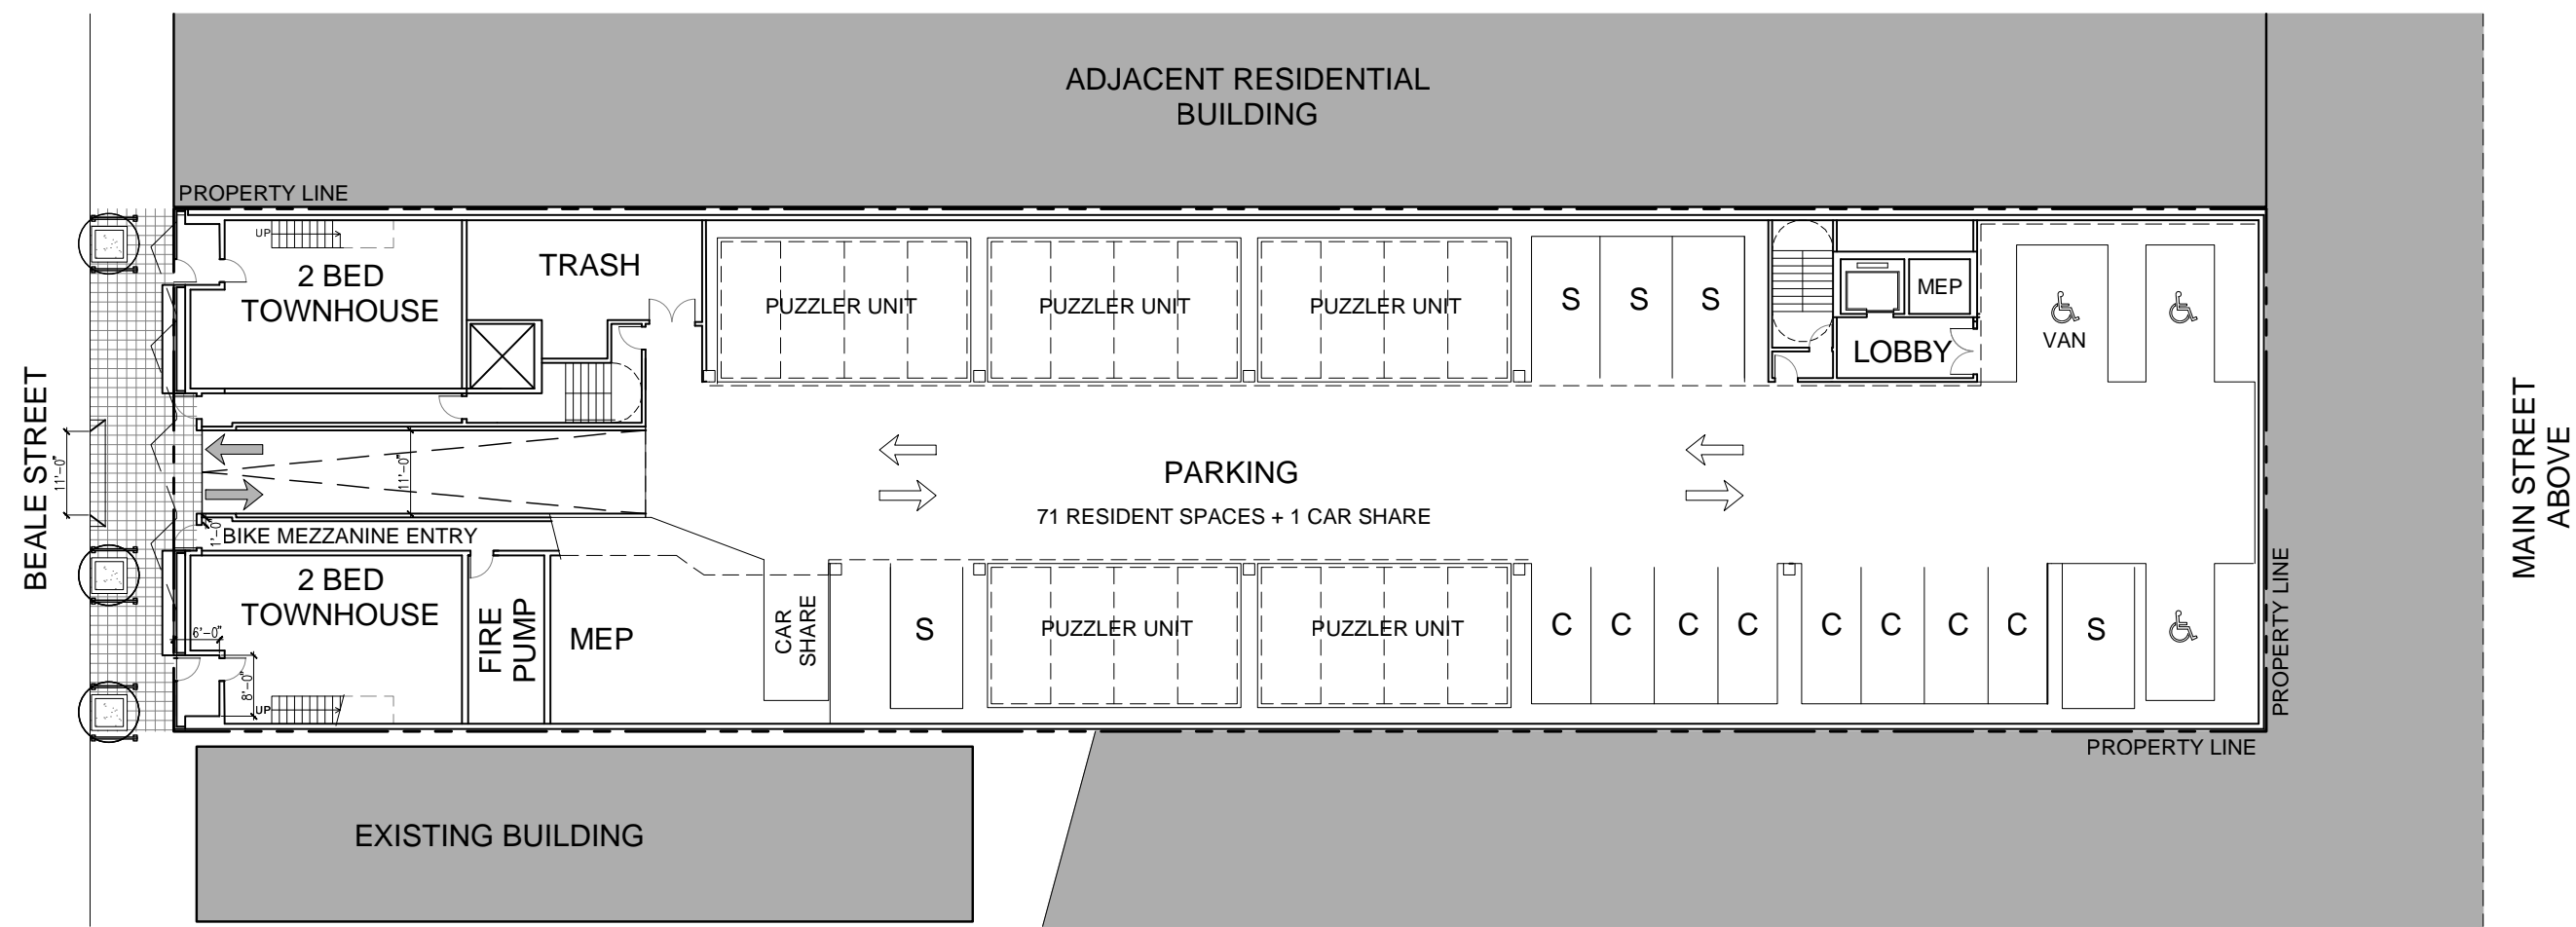 ADJACENT RESIDENTIAL
BUILDING
PROPERTY LINE
UP
2 BED
TOWNHOUSE
TRASH
PUZZLER UNIT
PUZZLER UNIT
PUZZLER UNIT
S
S
S
MEP
LOBBY
VAN
BEALE STREET
11'-0"
11'-0"
PARKING
71 RESIDENT SPACES + 1 CAR SHARE
MAIN STREET
ABOVE
1'-0"
BIKE MEZZANINE ENTRY
2 BED
TOWNHOUSE
6'-0"
8'-0"
UP
FIRE
PUMP
MEP
CAR
SHARE
S
PUZZLER UNIT
PUZZLER UNIT
C
C
C
C
C
C
C
C
S
PROPERTY LINE
PROPERTY LINE
EXISTING BUILDING